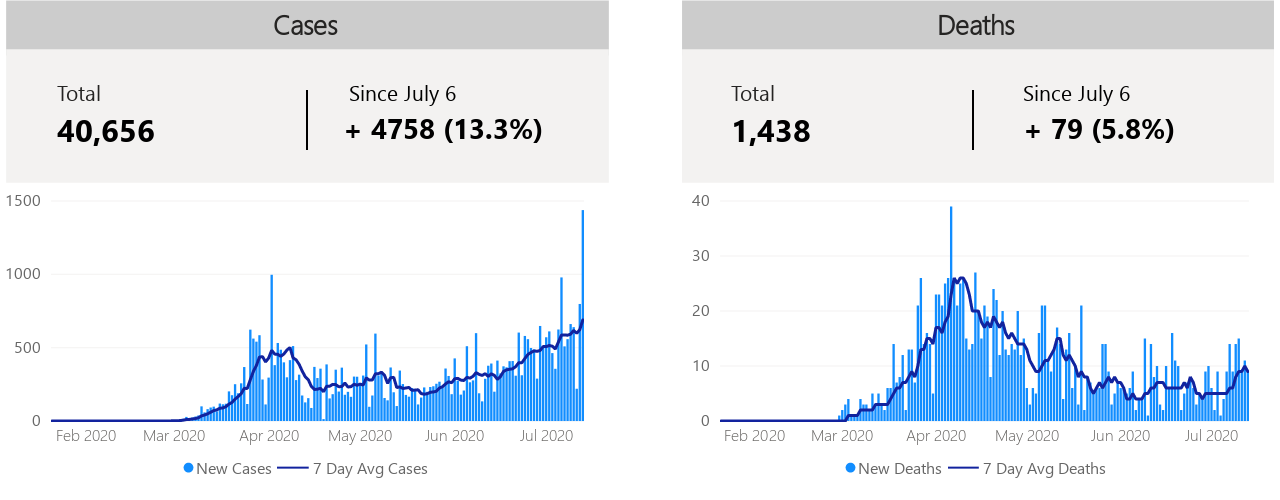 Cases
Total
Since July 6
40,656
+ 4758 (13.3%)
1500
1000
500
0
Feb 2020 Mar 2020 Apr 2020 May 2020 Jun 2020 Jul 2020
New Cases 7 Day Avg Cases
Deaths
Total
Since July 6
1,438
+ 79 (5.8%)
40
30
20
10
0
Feb 2020 Mar 2020 Apr 2020 May 2020 Jun 2020 Jul 2020
New Deaths 7 Day Avg Deaths